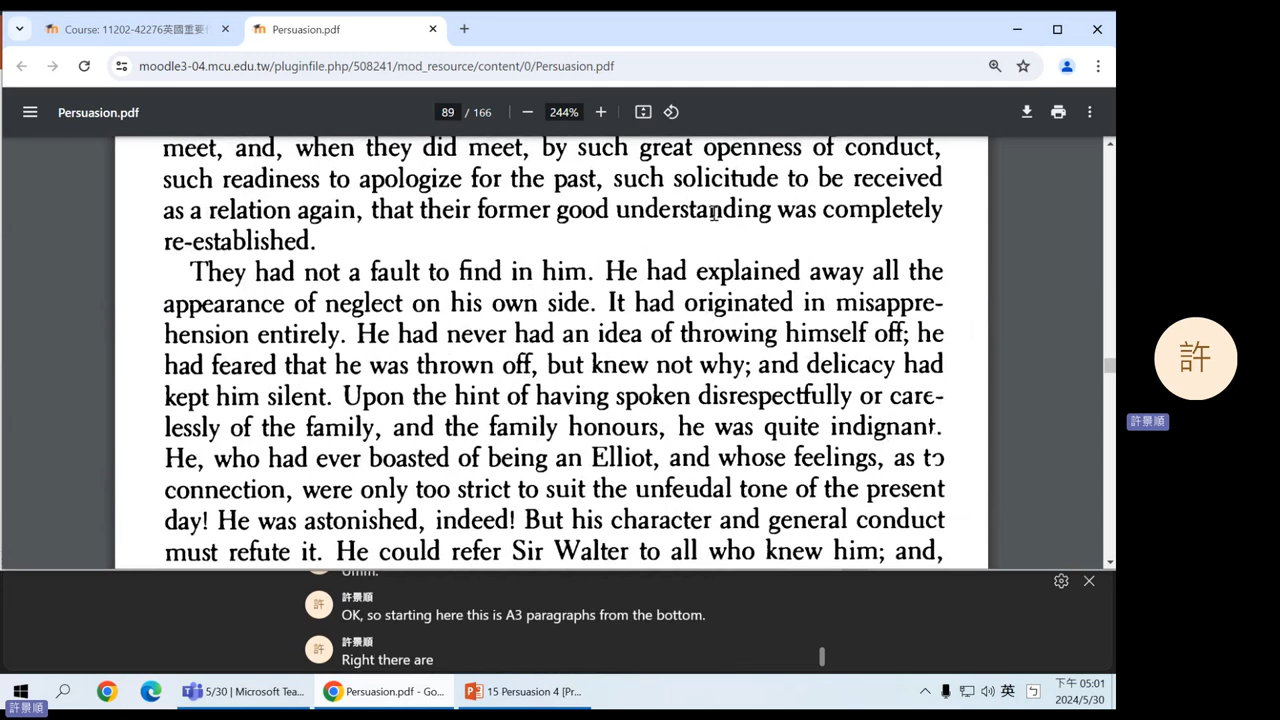 Course: 11202-42276英國重要
Persuasion.pdf
moodle3-04.mcu.edu.tw/pluginfile.php/508241/mod_resource/content/0/Persuasion.pdf
Persuasion.pdf
89 / 166
244%
meet, and, when they did meet, by such great openness of conduct,
such readiness to apologize for the past, such solicitude to be received
as a relation again, that their former good understanding was completely
re-established.
They had not a fault to find in him. He had explained away all the
appearance of neglect on his own side. It had originated in misappre-
hension entirely. He had never had an idea of throwing himself off; he
had feared that he was thrown off, but knew not why; and delicacy had
kept him silent. Upon the hint of having spoken disrespectfully or care-
lessly of the family, and the family honours, he was quite indignant.
He, who had ever boasted of being an Elliot, and whose feelings, as to
connection, were only too strict to suit the unfeudal tone of the present
day! He was astonished, indeed! But his character and general conduct
must refute it. He could refer Sir Walter to all who knew him; and,
許
許景順
Umm.
許
許景順
OK, so starting here this is A3 paragraphs from the bottom.
許
許景順
Right there are
5/30 | Microsoft Tea...
Persuasion.pdf - Go...
15 Persuasion 4 [Pr...
英
ㄅ
下午 05:01
2024/5/30
許景順